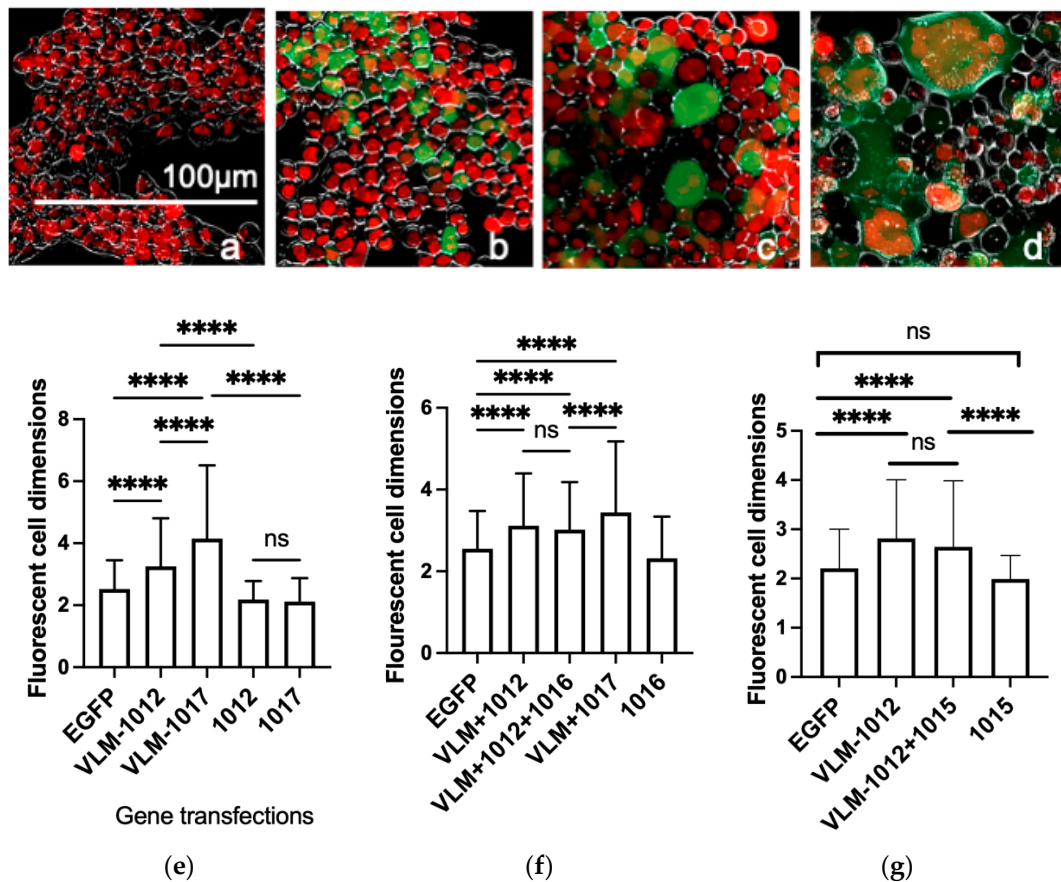 100µm
a
b
c
d
****
****
****
****
****
ns
Fluorescent cell dimensions
8
6
4
2
0
EGFP
VLM-1012
VLM-1017
1012
1017
Gene transfections
(e)
****
****
****
****
ns
Flourescent cell dimensions
6
4
2
0
EGFP
VLM+1012
VLM+1012+1016
VLM+1017
1016
(f)
ns
****
****
****
ns
Fluorescent cell dimensions
5
4
3
2
1
0
EGFP
VLM-1012
VLM-1012+1015
1015
(g)